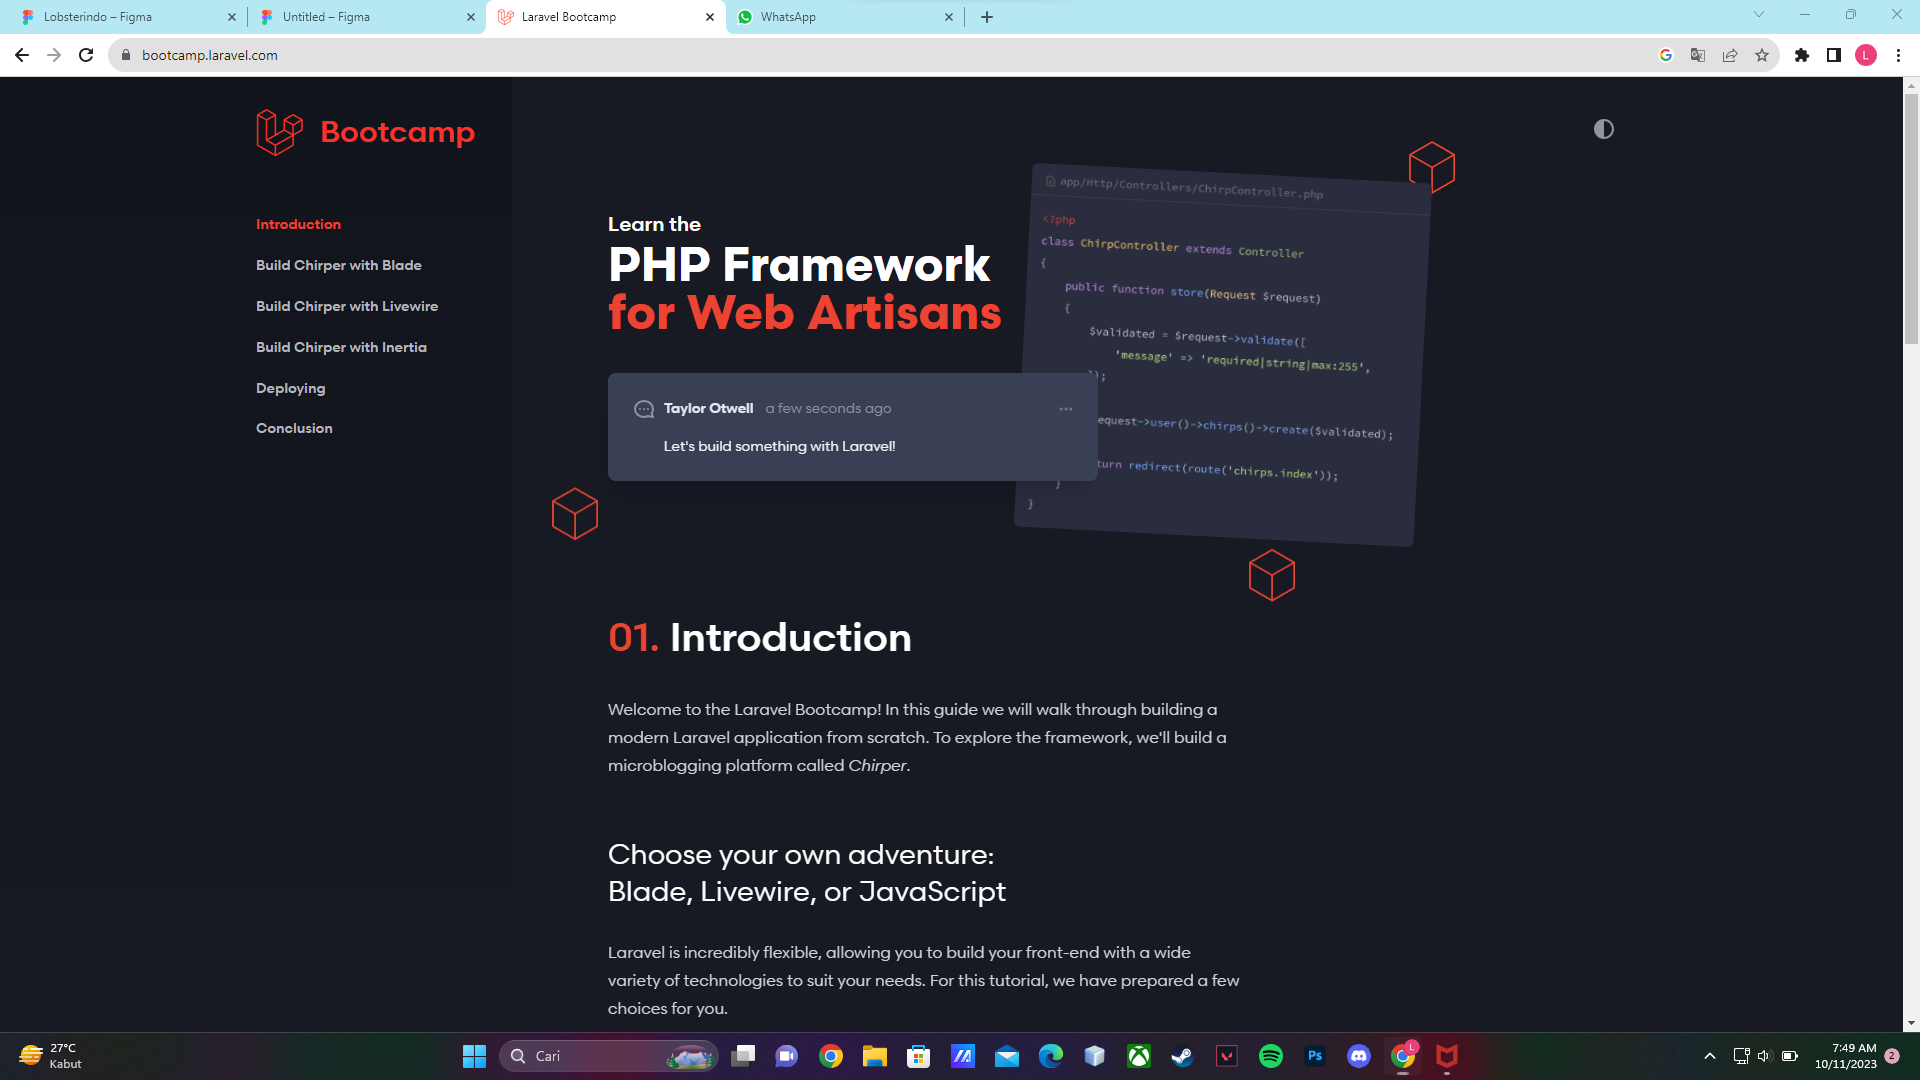 Lobsterindo – Figma
Untitled – Figma
Laravel Bootcamp
WhatsApp
bootcamp.laravel.com
L
Bootcamp
Introduction
Build Chirper with Blade
Build Chirper with Livewire
Build Chirper with Inertia
Deploying
Conclusion
Learn the
PHP Framework
for Web Artisans
Taylor Otwell a few seconds ago
Let's build something with Laravel!
app/Http/Controllers/ChirpController.php
<?php
class ChirpController extends Controller
{
public function store(Request $request)
{
$validated = $request->validate([
'message' => 'required|string|max:255',
]);
equest->user()->chirps()->create($validated);
turn redirect(route('chirps.index'));
}
}
01. Introduction
Welcome to the Laravel Bootcamp! In this guide we will walk through building a
modern Laravel application from scratch. To explore the framework, we'll build a
microblogging platform called Chirper.
Choose your own adventure:
Blade, Livewire, or JavaScript
Laravel is incredibly flexible, allowing you to build your front-end with a wide
variety of technologies to suit your needs. For this tutorial, we have prepared a few
choices for you.
27°C
Kabut
Cari
Ps
L
7:49 AM
10/11/2023
2